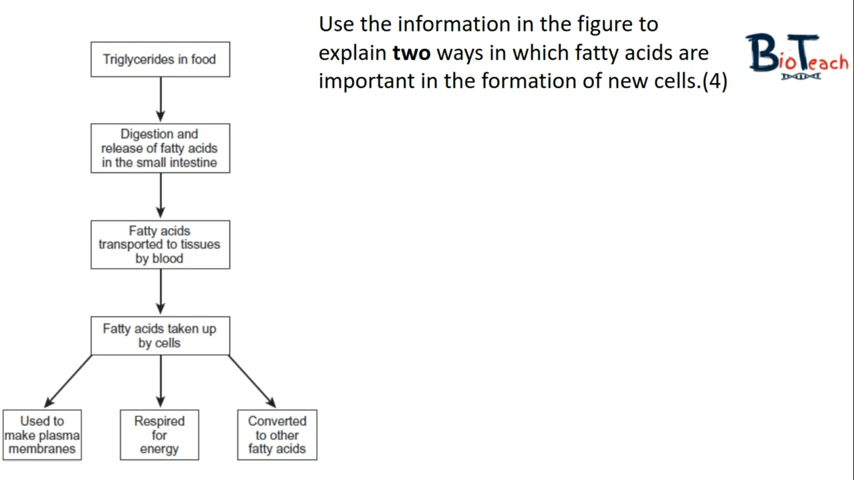 Use the information in the figure to
explain two ways in which fatty acids are
important in the formation of new cells.(4)
BioTeach
Triglycerides in food
Digestion and
release of fatty acids
in the small intestine
Fatty acids
transported to tissues
by blood
Fatty acids taken up
by cells
Used to
make plasma
membranes
Respired
for
energy
Converted
to other
fatty acids